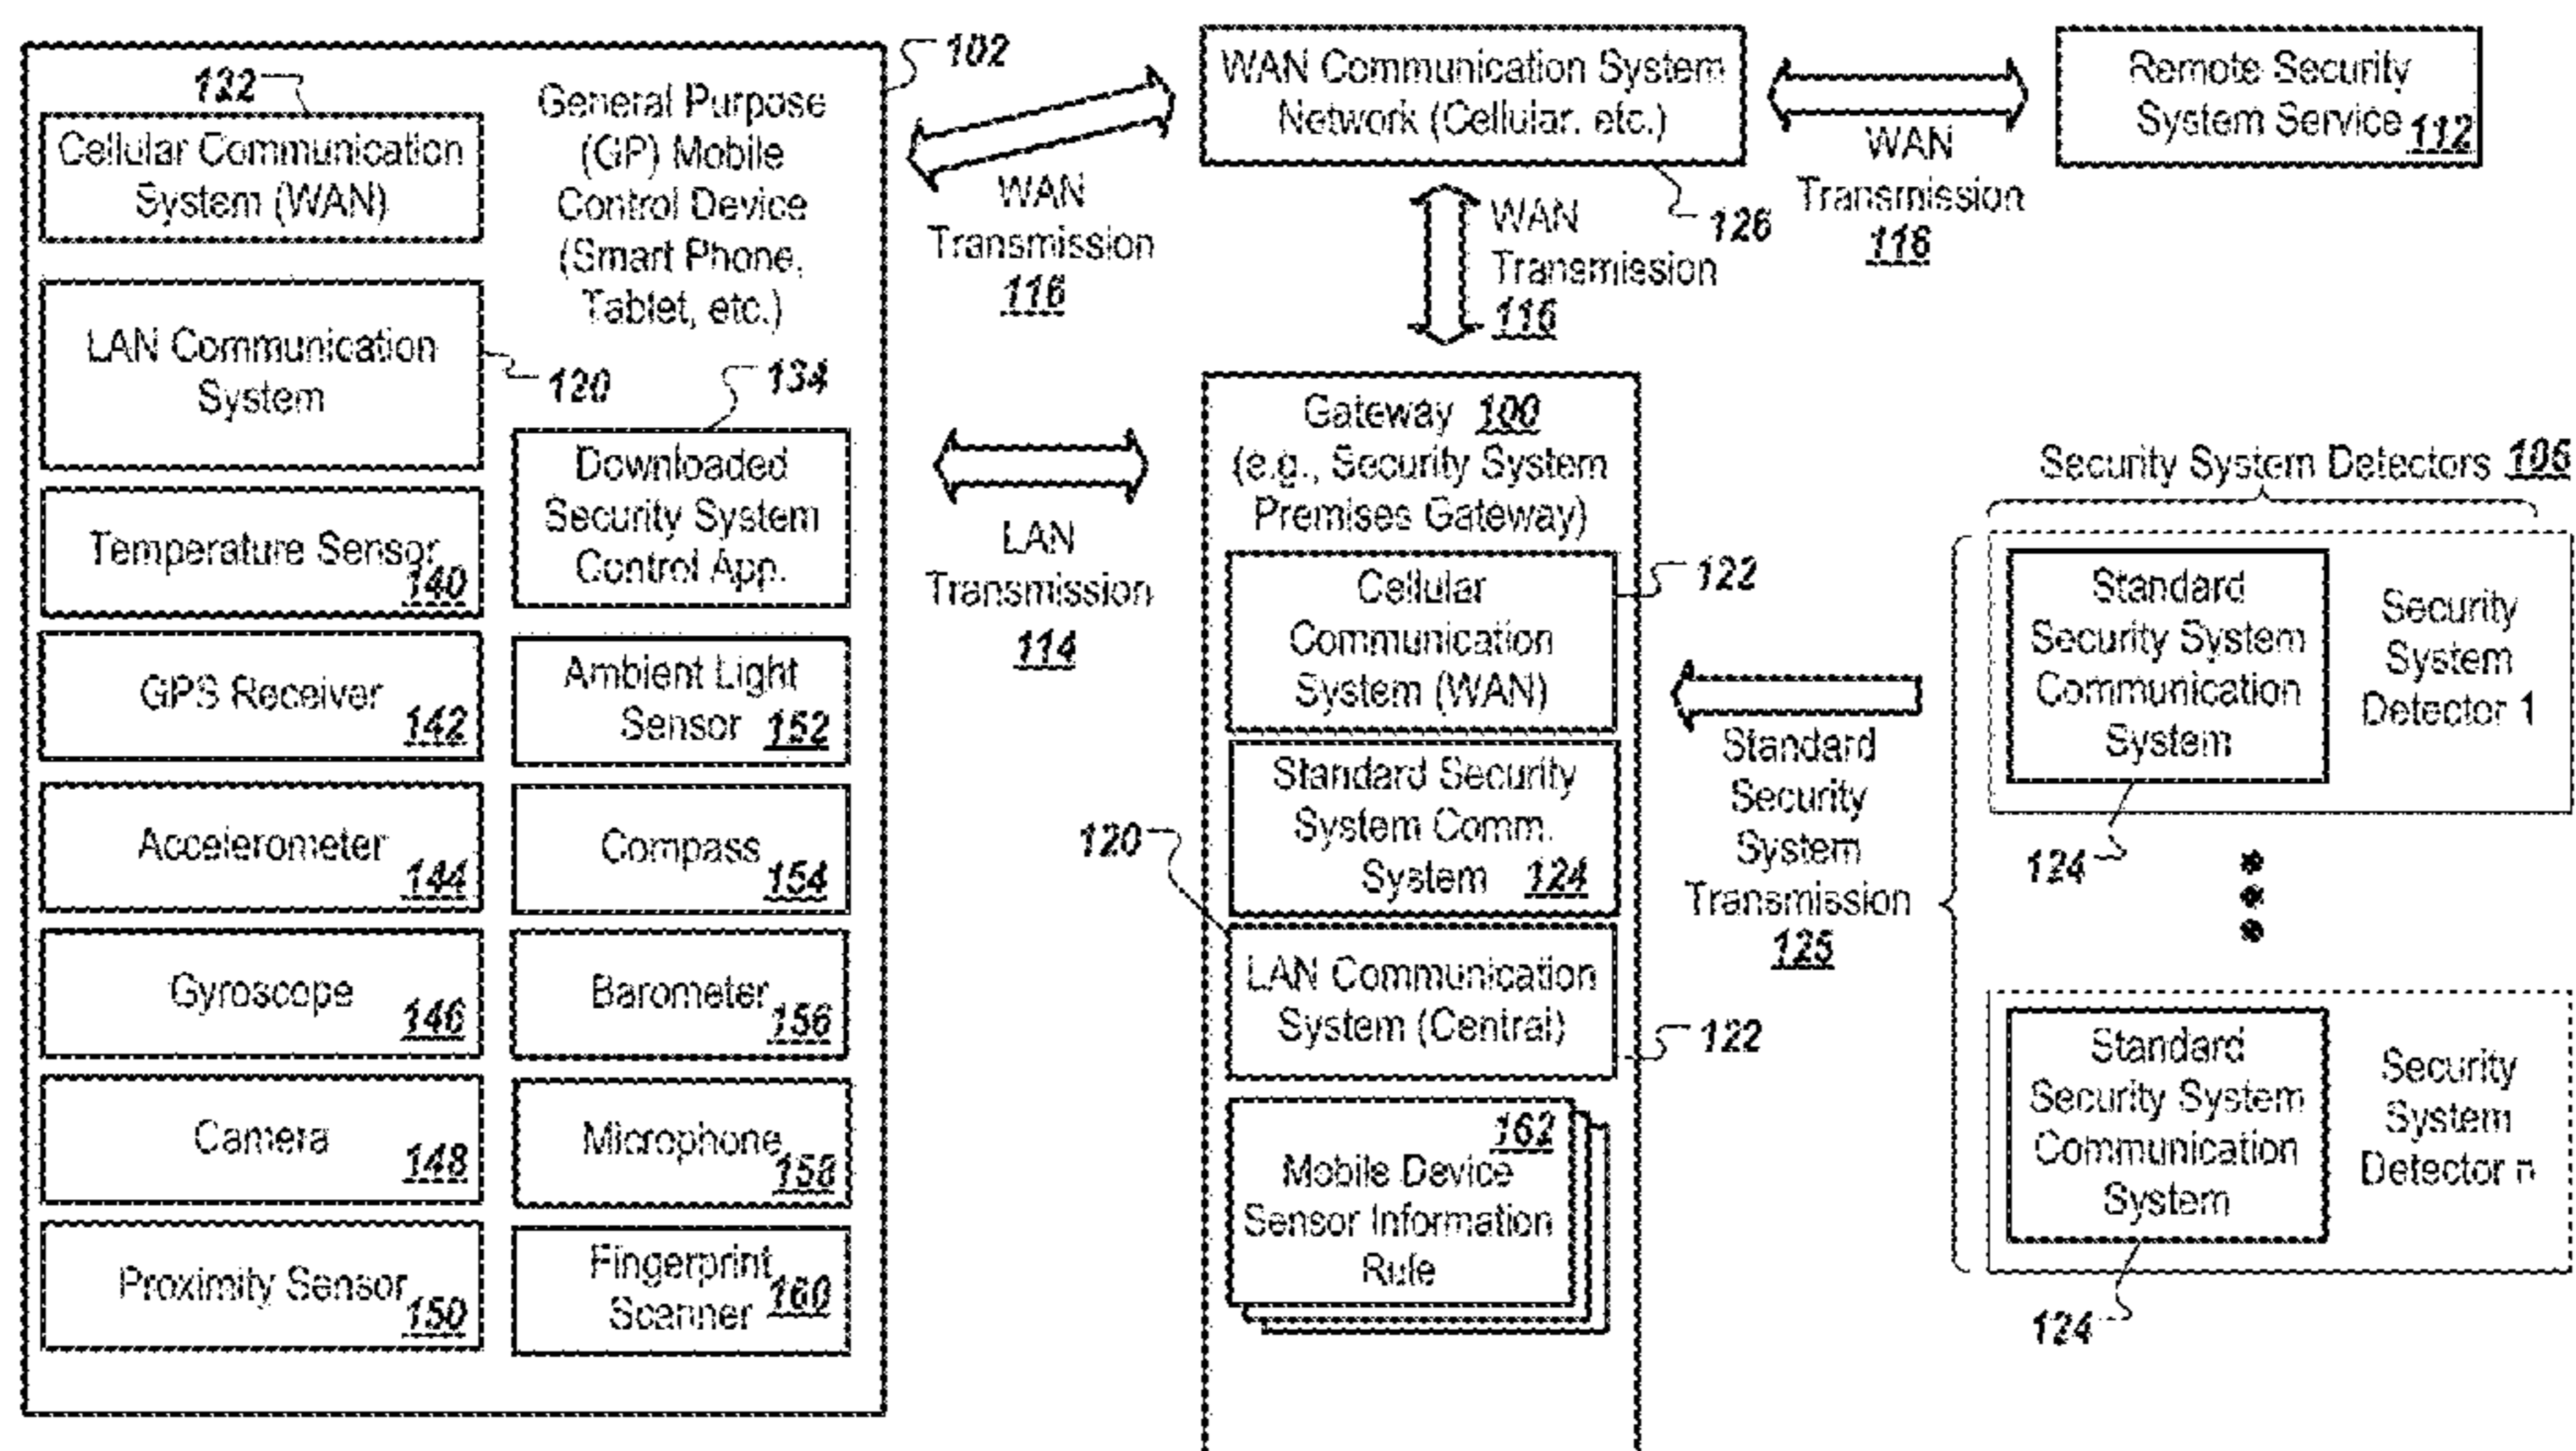 102
122
Cellular Communication
System (WAN)
General Purpose
(GP) Mobile
Control Device
(Smart Phone,
Tablet, etc.)
LAN Communication
System
120
134
Downloaded
Security System
Control App.
Temperature Sensor
140
GPS Receiver
142
Ambient Light
Sensor 152
Accelerometer
144
Compass
154
Gyroscope
146
Barometer
156
Camera
148
Microphone
158
Proximity Sensor
150
Fingerprint
Scanner 160
WAN
Transmission
116
LAN
Transmission
114
WAN Communication System
Network (Cellular, etc.)
126
WAN
Transmission
116
WAN
Transmission
116
Remote Security
System Service 112
Gateway 100
(e.g., Security System
Premises Gateway)
Cellular
Communication
System (WAN)
122
Standard Security
System Comm.
System 124
120
LAN Communication
System (Central)
122
162
Mobile Device
Sensor Information
Rule
Standard
Security
System
Transmission
125
Security System Detectors 106
Standard
Security System
Communication
System
Security
System
Detector 1
124
Standard
Security System
Communication
System
Security
System
Detector n
124